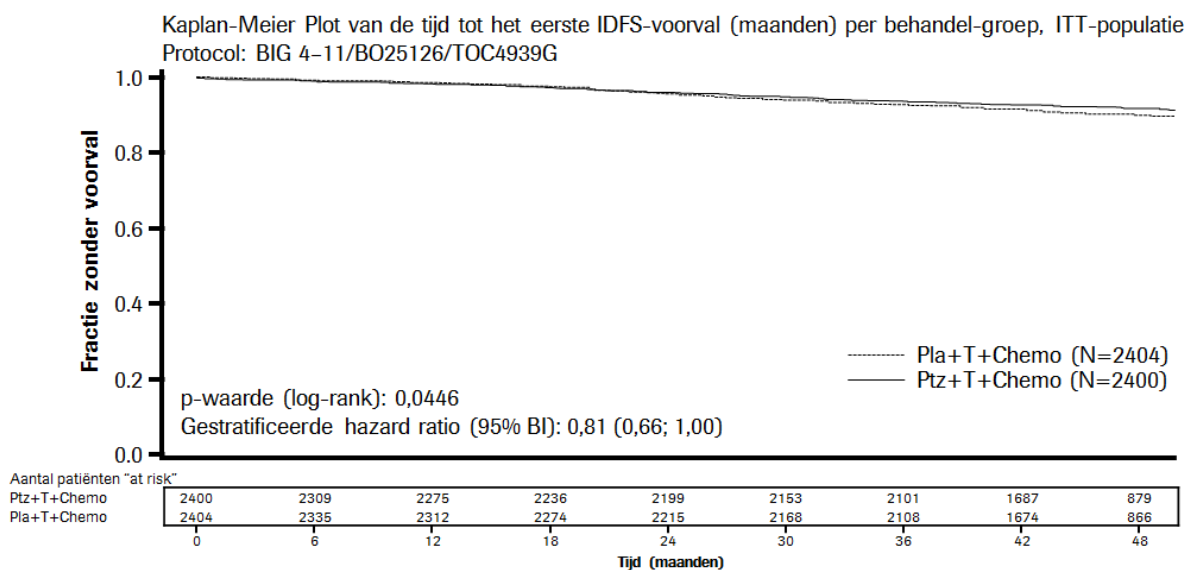 Kaplan-Meier Plot van de tijd tot het eerste IDFS-voorval (maanden) per behandel-groep, ITT-populatie
Protocol: BIG 4–11/BO25126/TOC4939G
1.0
0.8
0.6
0.4
0.2
0.0
Fractie zonder voorval
Pla+T+Chemo (N=2404)
Ptz+T+Chemo (N=2400)
p-waarde (log-rank): 0,0446
Gestratificeerde hazard ratio (95% BI): 0,81 (0,66; 1,00)
Aantal patiënten "at risk"
Ptz+T+Chemo 2400 2309 2275 2236 2199 2153 2101 1687 879
Pla+T+Chemo 2404 2335 2312 2274 2215 2168 2108 1674 866
0 6 12 18 24 30 36 42 48
Tijd (maanden)